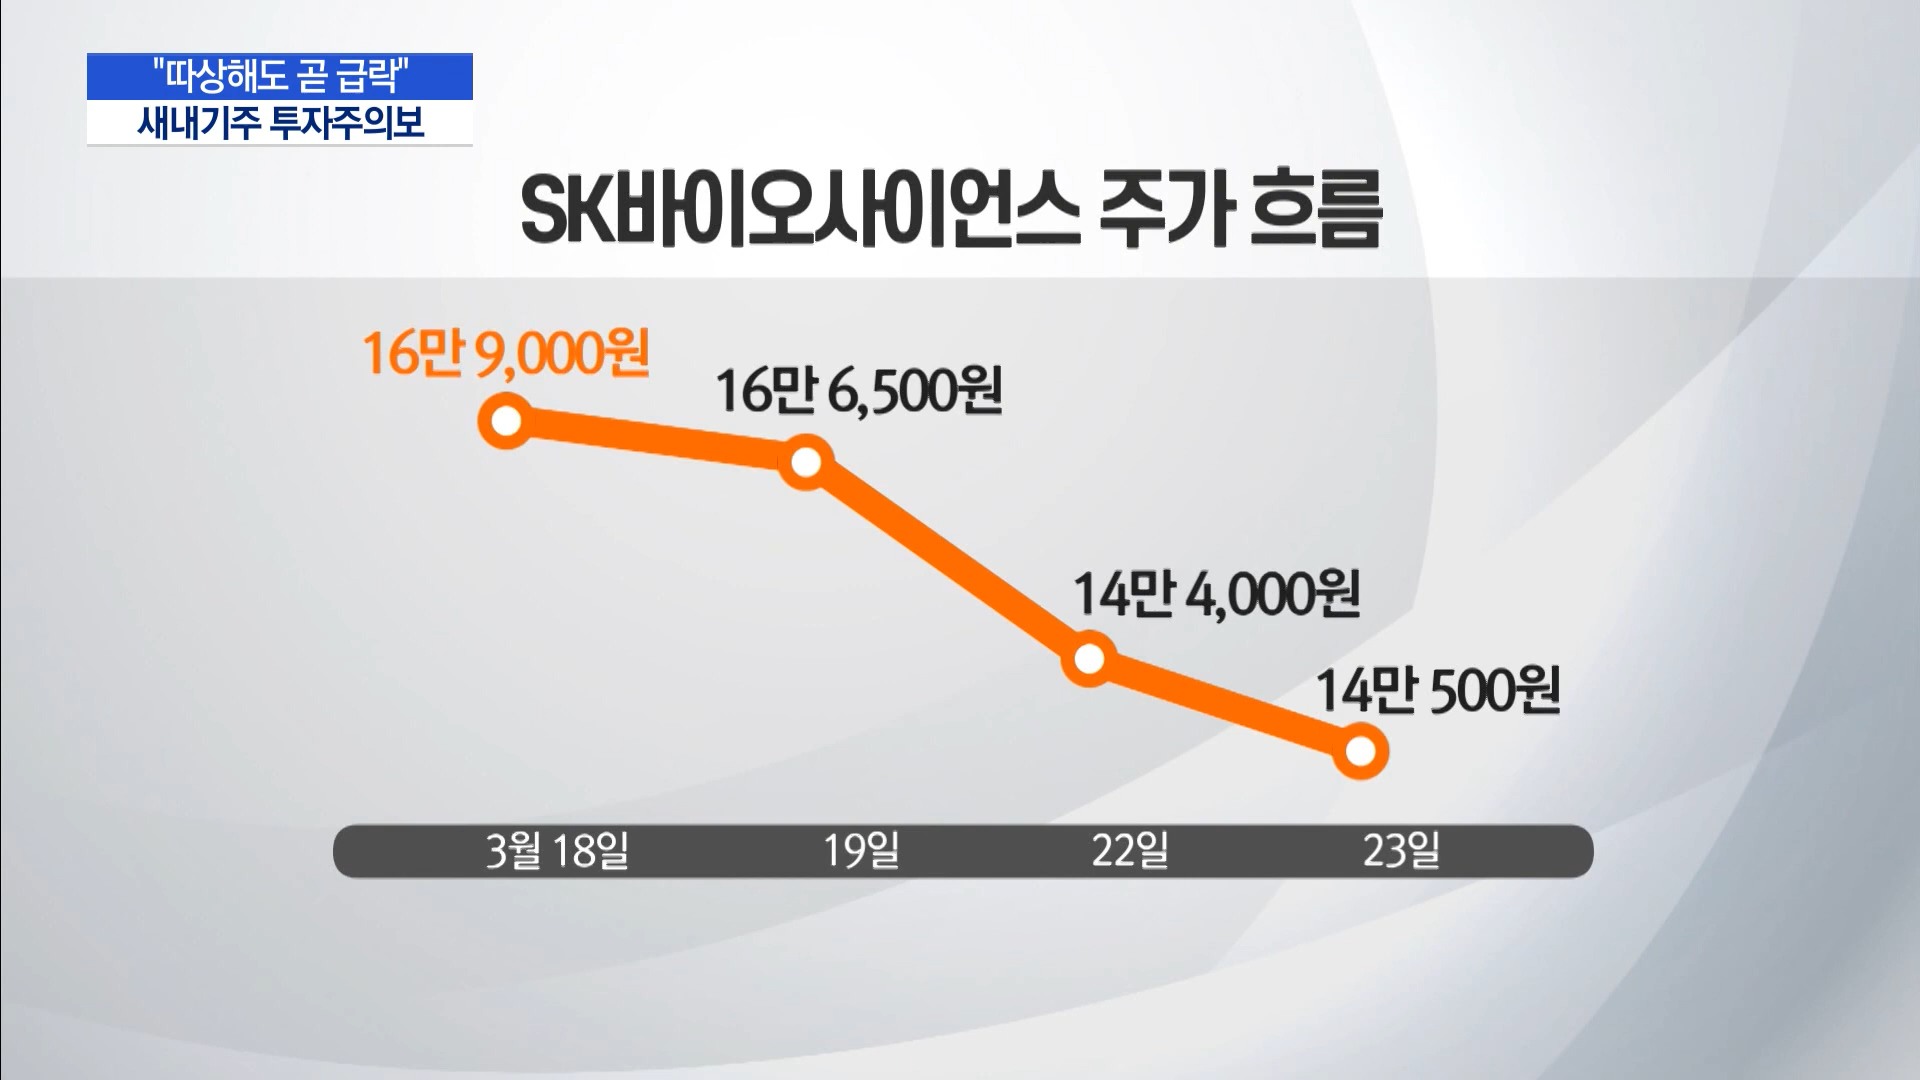 "따상해도 곧 급락"
새내기주 투자주의보
SK바이오사이언스 주가 흐름
16만 9,000원
16만 6,500원
14만 4,000원
14만 500원
3월 18일 19일 22일 23일